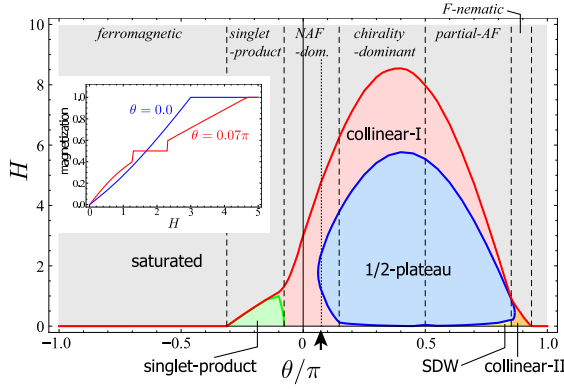 F-nematic
ferromagnetic
singlet
-product
NAF
-dom.
chirality
-dominant
partial-AF
10
8
6
4
2
0
H
magnetization
1.0
0.8
0.6
0.4
0.2
0.0
θ = 0.0
θ = 0.07π
0 1 2 3 4 5
H
collinear-I
saturated
1/2-plateau
−1.0 −0.5 0 0.5 1.0
singlet-product
θ/π
SDW
collinear-II